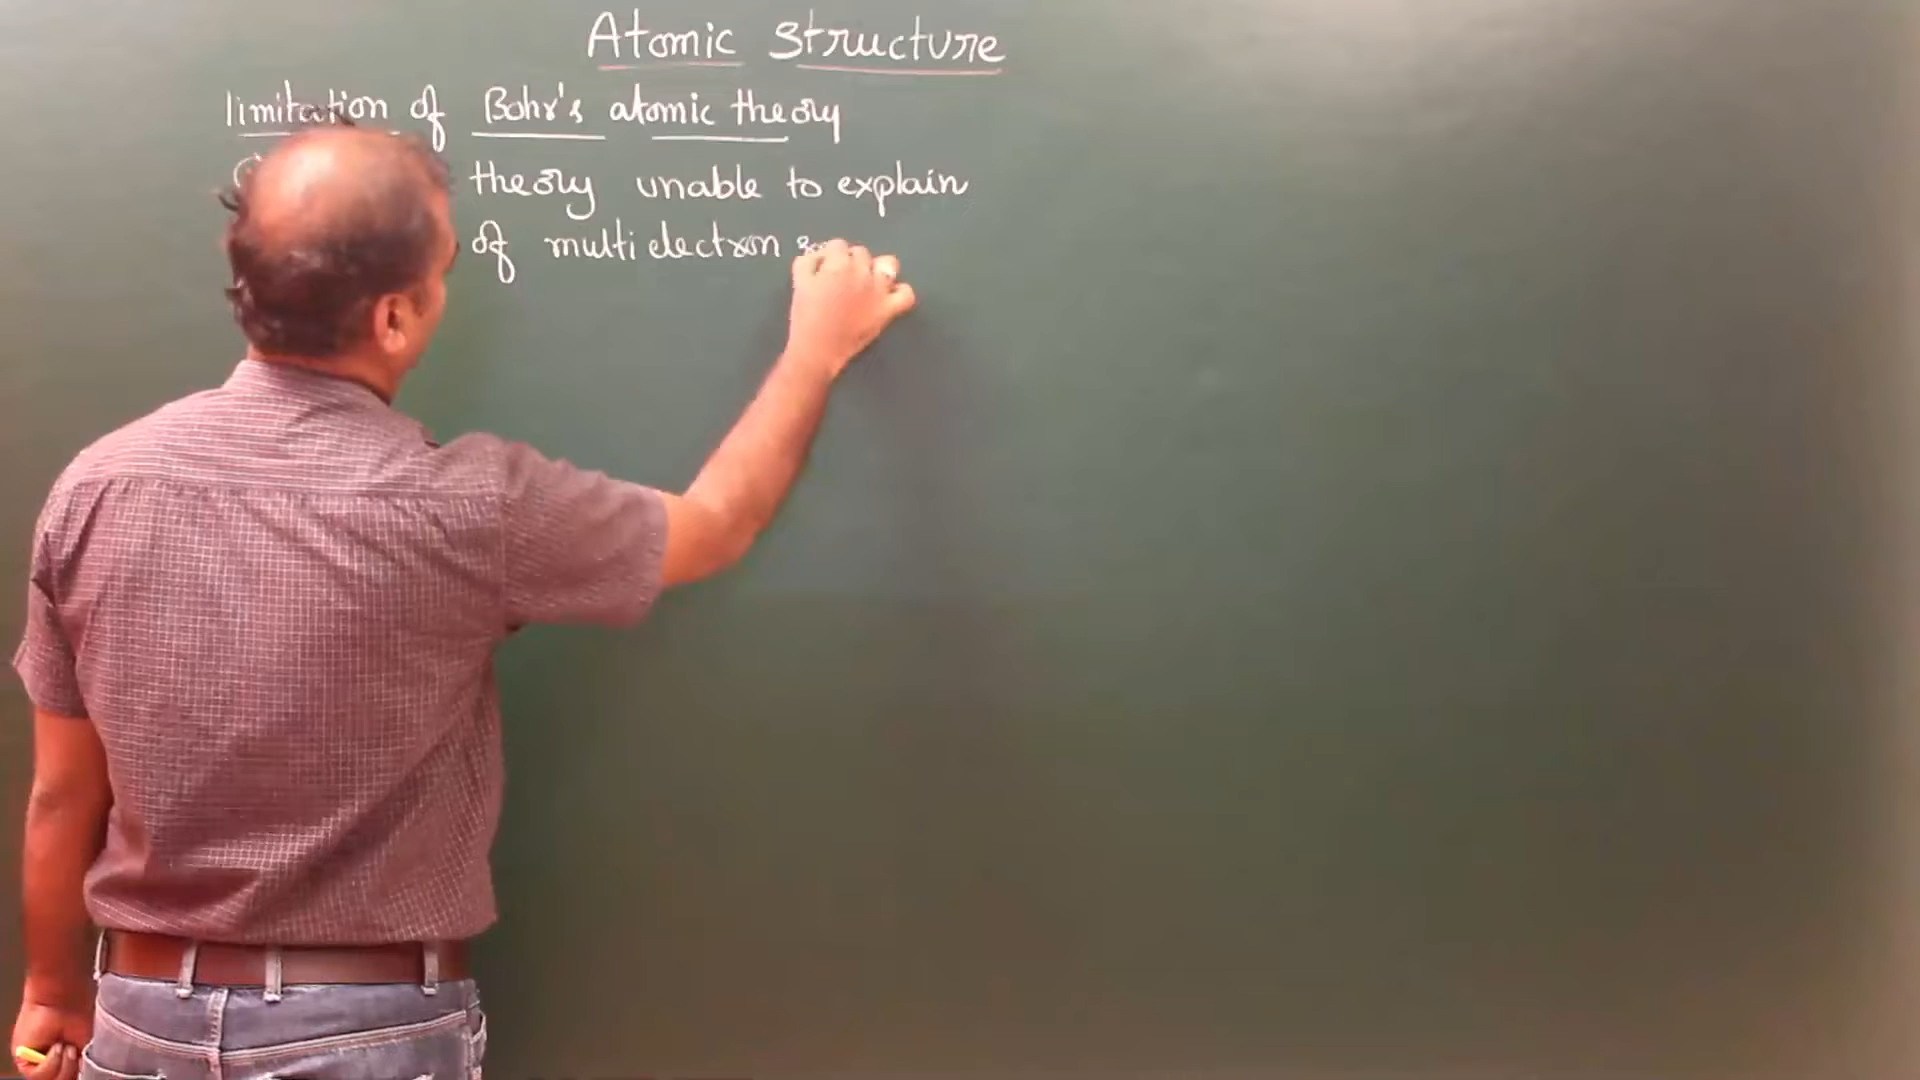 Atomic Structure
limitation of Bohr's atomic theory
theory unable to explain
of multi electron